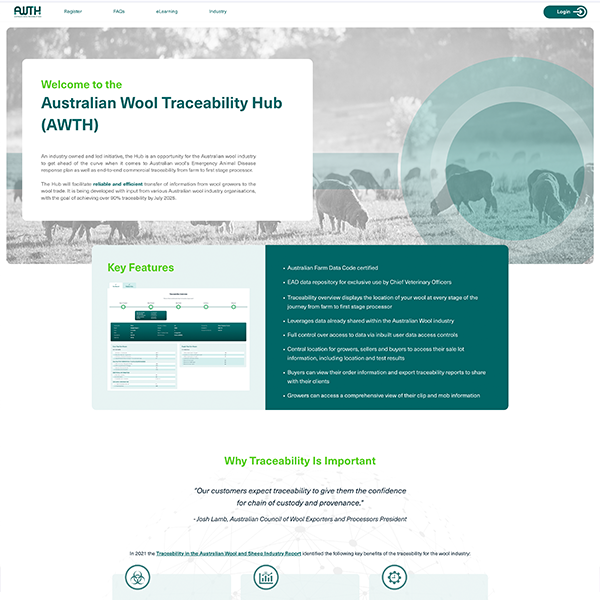 AWTH
Register FAQs eLearning Industry Login
Welcome to the
Australian Wool Traceability Hub
(AWTH)
An industry owned and led initiative, the Hub is an opportunity for the Australian wool industry
to get ahead of the curve when it comes to Australian wool's Emergency Animal Disease
response plan as well as end-to-end commercial traceability from farm to first stage processor.
The Hub will facilitate reliable and efficient transfer of information from wool growers to the
wool trade. It is being developed with input from various Australian wool industry organisations,
with the goal of achieving over 90% traceability by July 2026.
Key Features
• Australian Farm Data Code certified
• EAD data repository for exclusive use by Chief Veterinary Officers
• Traceability overview displays the location of your wool at every stage of the
journey from farm to first stage processor
• Leverages data already shared within the Australian Wool industry
• Full control over access to data via inbuilt user data access controls
• Central location for growers, sellers and buyers to access their sale lot
information, including location and test results
• Buyers can view their order information and export traceability reports to share
with their clients
• Growers can access a comprehensive view of their clip and mob information
Why Traceability Is Important
"Our customers expect traceability to give them the confidence
for chain of custody and provenance."
- Josh Lamb, Australian Council of Wool Exporters and Processors President
In 2021 the Traceability in the Australian Wool and Sheep Industry Report identified the following key benefits of the traceability for the wool industry: